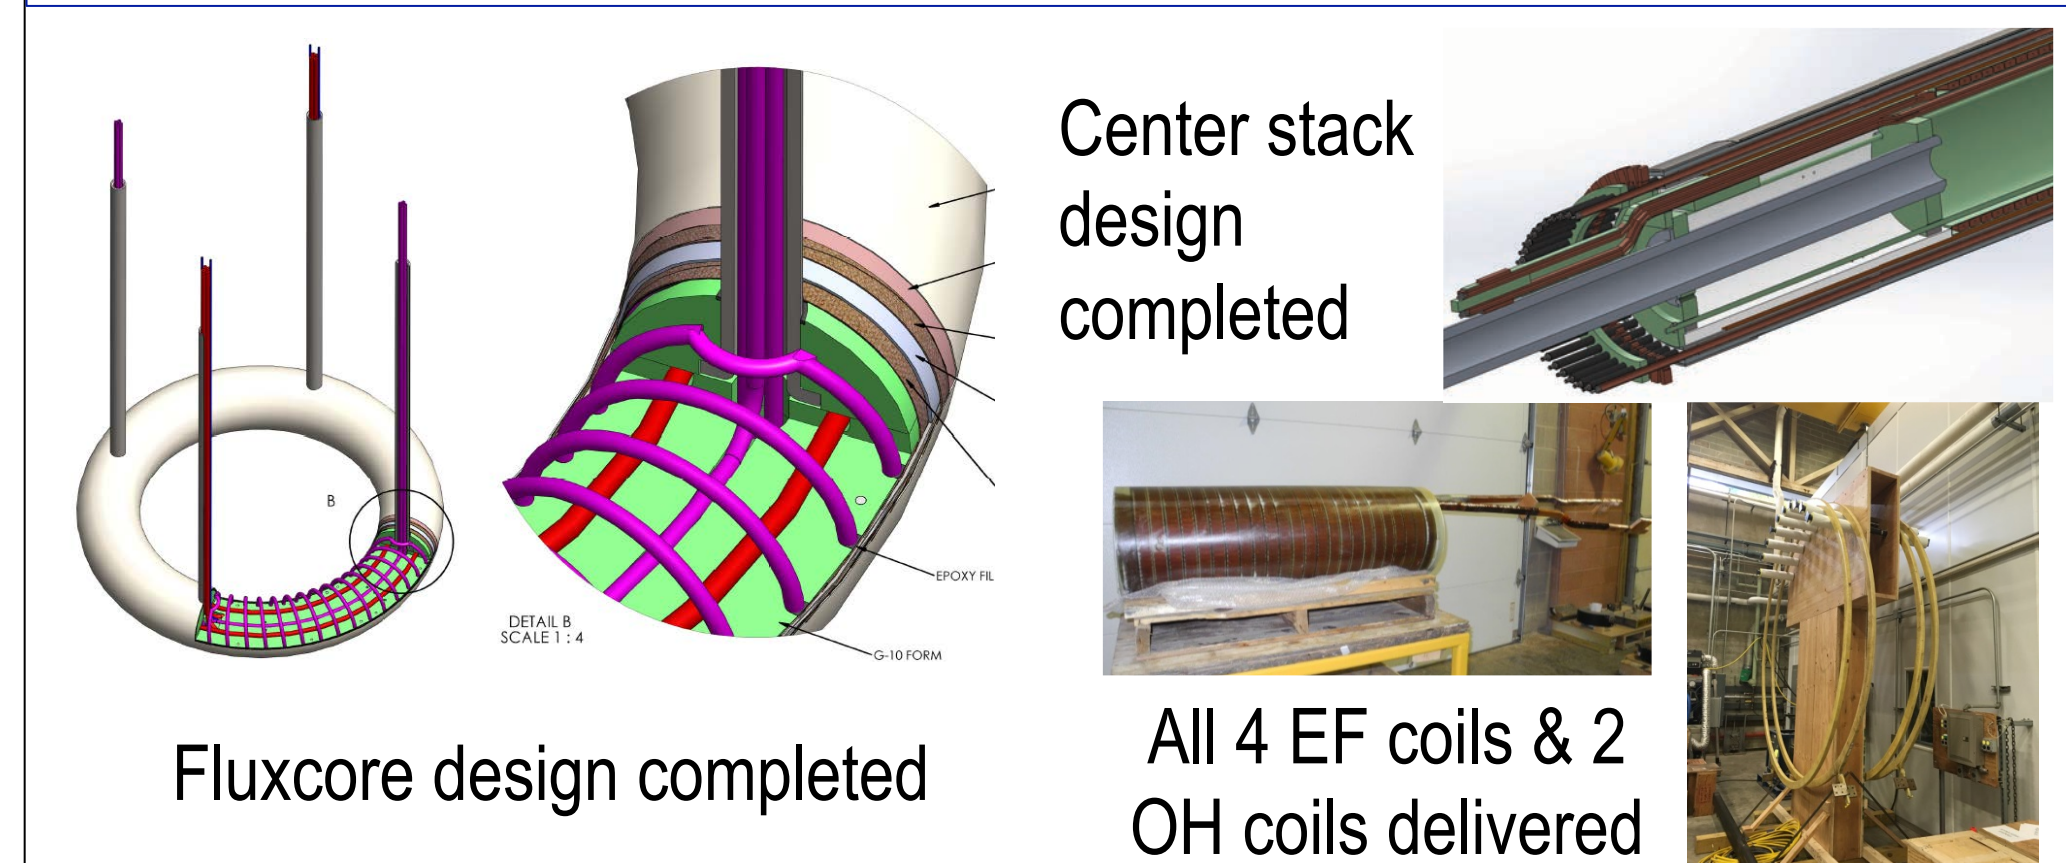 Center stack
design
completed
B
EPOXY FIL
DETAIL B
SCALE 1 : 4
G-10 FORM
Fluxcore design completed
All 4 EF coils & 2
OH coils delivered